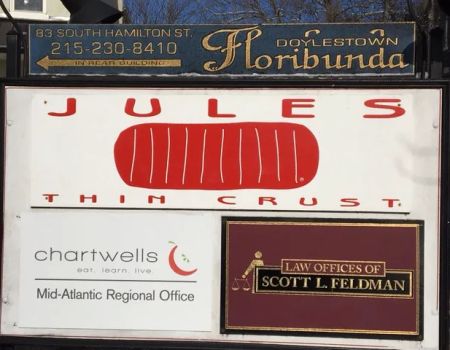 83 SOUTH HAMILTON ST.
215-230-8410
IN REAR BUILDING
DOYLESTOWN
Floribunda
JULES
THIN CRUST
chartwells
eat. learn. live.
Mid-Atlantic Regional Office
LAW OFFICES OF
SCOTT L. FELDMAN